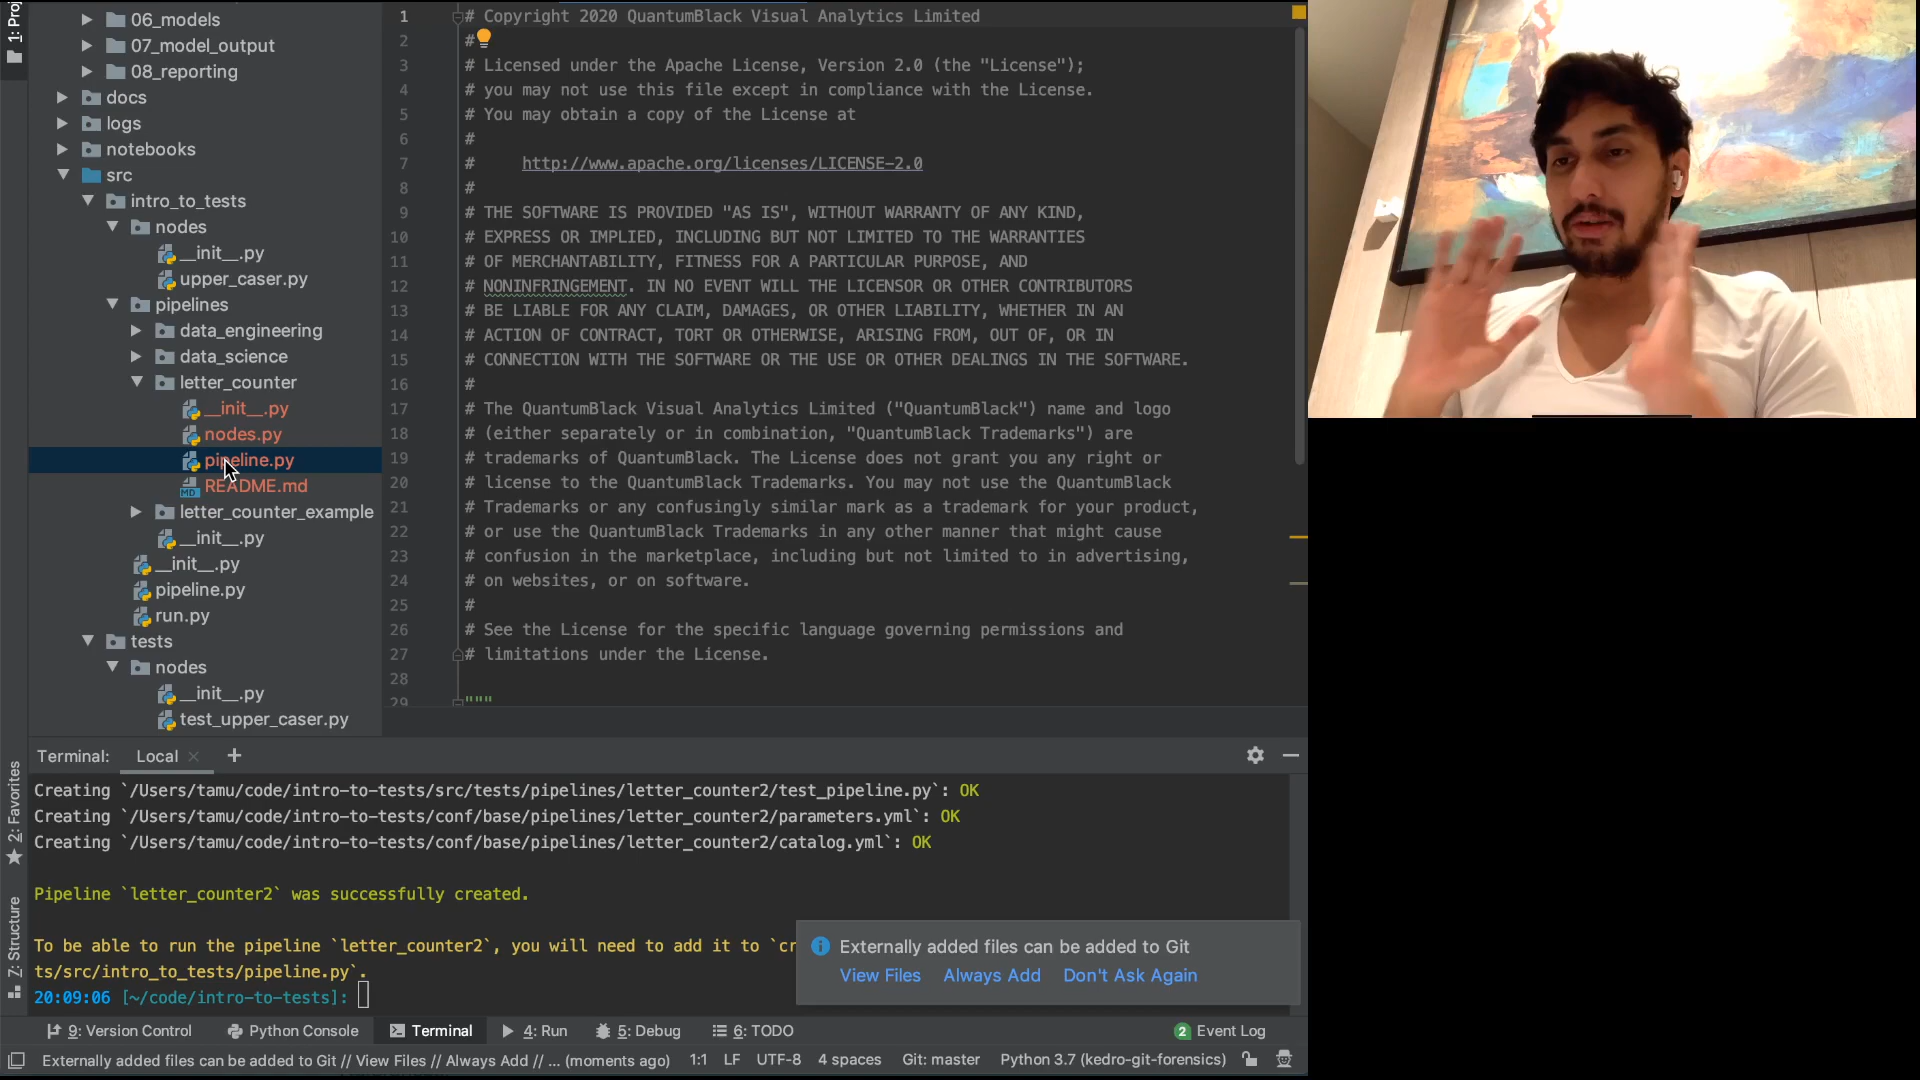 1: Proj
06_models
07_model_output
08_reporting
docs
logs
notebooks
src
intro_to_tests
nodes
__init__.py
upper_caser.py
pipelines
data_engineering
data_science
letter_counter
__init__.py
nodes.py
pipeline.py
README.md
MD
letter_counter_example
__init__.py
__init__.py
pipeline.py
run.py
tests
nodes
__init__.py
test_upper_caser.py
1 # Copyright 2020 QuantumBlack Visual Analytics Limited
2 #
3 # Licensed under the Apache License, Version 2.0 (the "License");
4 # you may not use this file except in compliance with the License.
5 # You may obtain a copy of the License at
6 #
7 #     http://www.apache.org/licenses/LICENSE-2.0
8 #
9 # THE SOFTWARE IS PROVIDED "AS IS", WITHOUT WARRANTY OF ANY KIND,
10 # EXPRESS OR IMPLIED, INCLUDING BUT NOT LIMITED TO THE WARRANTIES
11 # OF MERCHANTABILITY, FITNESS FOR A PARTICULAR PURPOSE, AND
12 # NONINFRINGEMENT. IN NO EVENT WILL THE LICENSOR OR OTHER CONTRIBUTORS
13 # BE LIABLE FOR ANY CLAIM, DAMAGES, OR OTHER LIABILITY, WHETHER IN AN
14 # ACTION OF CONTRACT, TORT OR OTHERWISE, ARISING FROM, OUT OF, OR IN
15 # CONNECTION WITH THE SOFTWARE OR THE USE OR OTHER DEALINGS IN THE SOFTWARE.
16 #
17 # The QuantumBlack Visual Analytics Limited ("QuantumBlack") name and logo
18 # (either separately or in combination, "QuantumBlack Trademarks") are
19 # trademarks of QuantumBlack. The License does not grant you any right or
20 # license to the QuantumBlack Trademarks. You may not use the QuantumBlack
21 # Trademarks or any confusingly similar mark as a trademark for your product,
22 # or use the QuantumBlack Trademarks in any other manner that might cause
23 # confusion in the marketplace, including but not limited to in advertising,
24 # on websites, or on software.
25 #
26 # See the License for the specific language governing permissions and
27 # limitations under the License.
28
29 """
Terminal: Local × +
Creating `/Users/tamu/code/intro-to-tests/src/tests/pipelines/letter_counter2/test_pipeline.py`: OK
Creating `/Users/tamu/code/intro-to-tests/conf/base/pipelines/letter_counter2/parameters.yml`: OK
Creating `/Users/tamu/code/intro-to-tests/conf/base/pipelines/letter_counter2/catalog.yml`: OK
Pipeline `letter_counter2` was successfully created.
To be able to run the pipeline `letter_counter2`, you will need to add it to `cr
ts/src/intro_to_tests/pipeline.py`.
20:09:06 [~/code/intro-to-tests]:
Externally added files can be added to Git
View Files Always Add Don't Ask Again
2: Favorites
7: Structure
9: Version Control Python Console Terminal 4: Run 5: Debug 6: TODO 2 Event Log
Externally added files can be added to Git // View Files // Always Add // ... (moments ago) 1:1 LF UTF-8 4 spaces Git: master Python 3.7 (kedro-git-forensics)